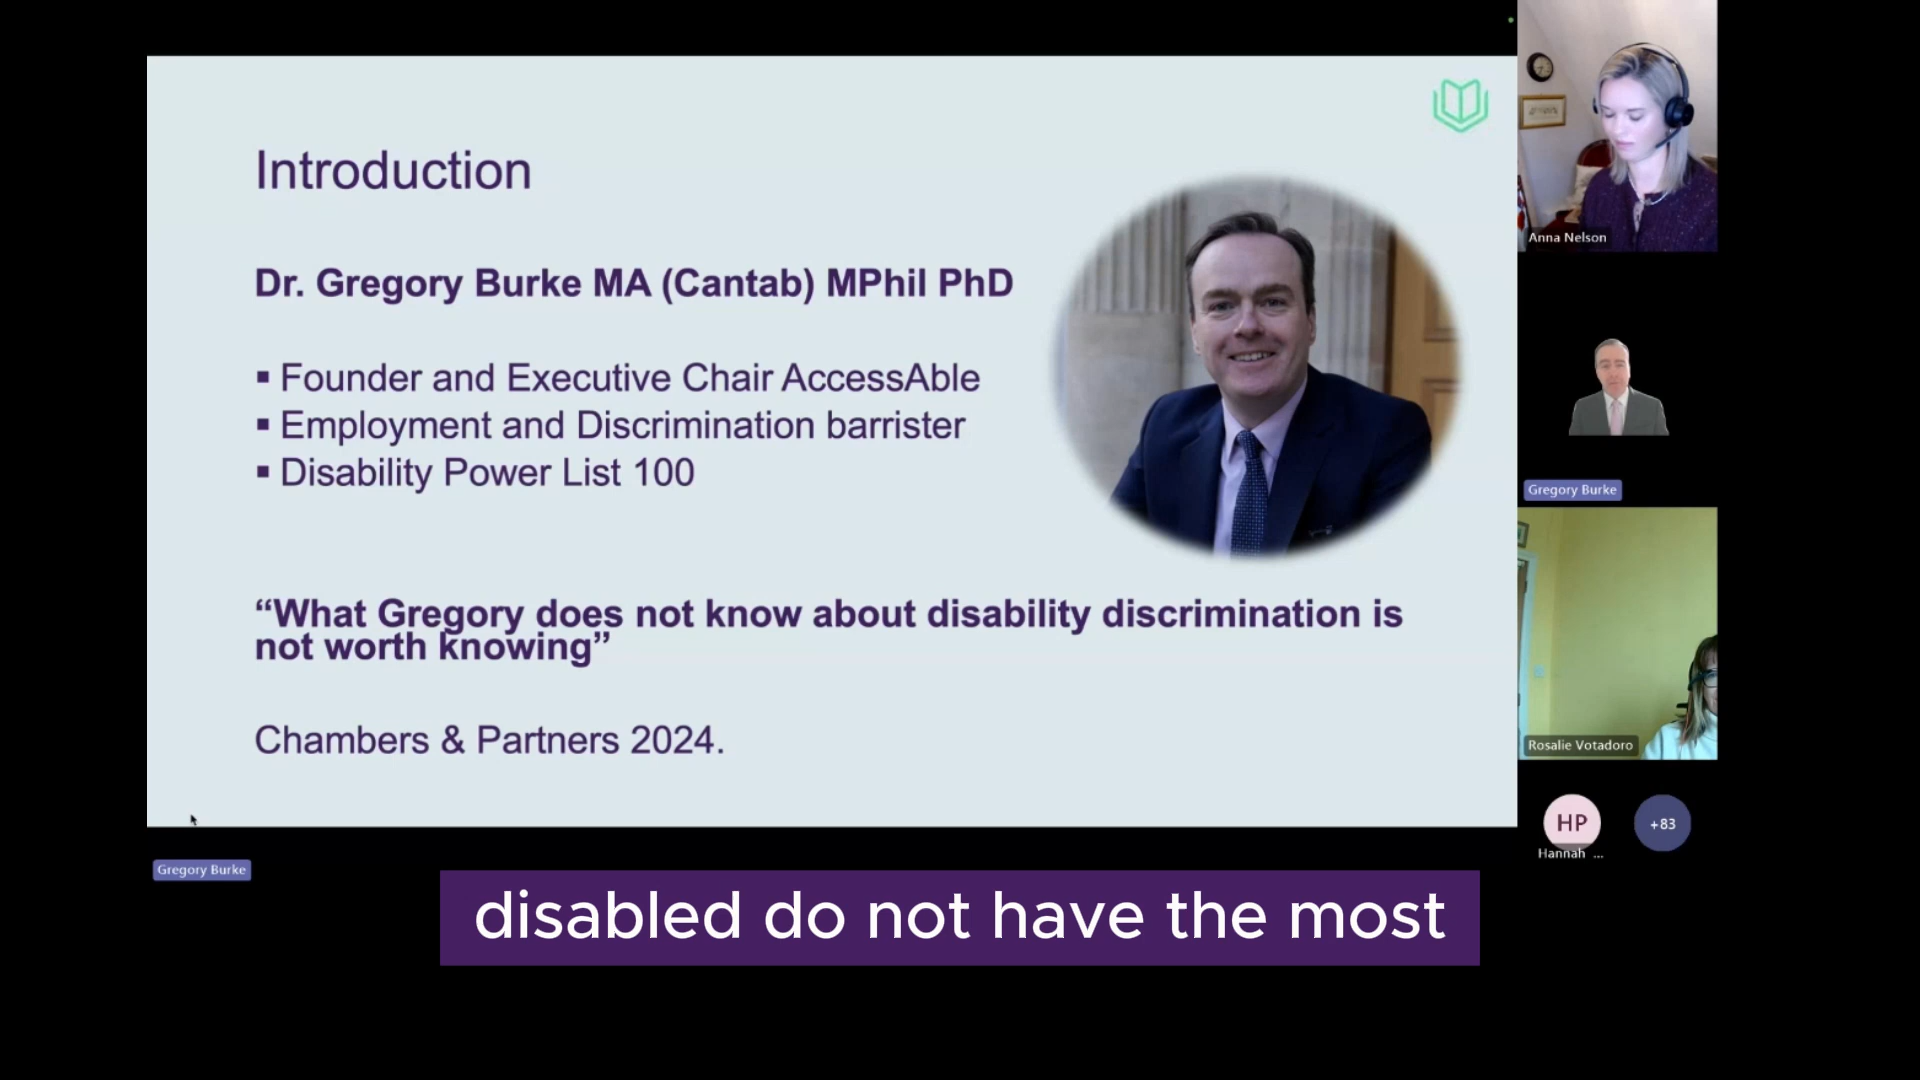 Introduction
Dr. Gregory Burke MA (Cantab) MPhil PhD
▪ Founder and Executive Chair AccessAble
▪ Employment and Discrimination barrister
▪ Disability Power List 100
“What Gregory does not know about disability discrimination is
not worth knowing”
Chambers & Partners 2024.
Anna Nelson
Gregory Burke
Rosalie Votadoro
HP
Hannah ...
+83
Gregory Burke
disabled do not have the most